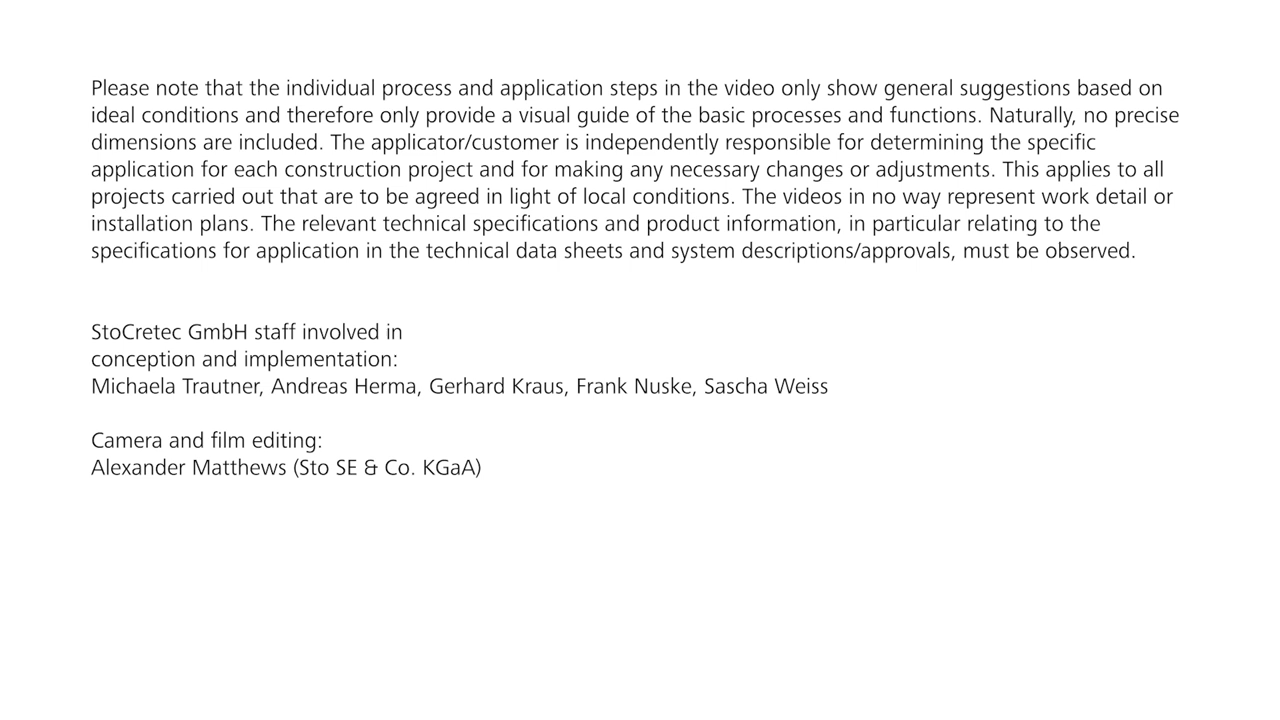 Please note that the individual process and application steps in the video only show general suggestions based on
ideal conditions and therefore only provide a visual guide of the basic processes and functions. Naturally, no precise
dimensions are included. The applicator/customer is independently responsible for determining the specific
application for each construction project and for making any necessary changes or adjustments. This applies to all
projects carried out that are to be agreed in light of local conditions. The videos in no way represent work detail or
installation plans. The relevant technical specifications and product information, in particular relating to the
specifications for application in the technical data sheets and system descriptions/approvals, must be observed.
StoCretec GmbH staff involved in
conception and implementation:
Michaela Trautner, Andreas Herma, Gerhard Kraus, Frank Nuske, Sascha Weiss
Camera and film editing:
Alexander Matthews (Sto SE & Co. KGaA)